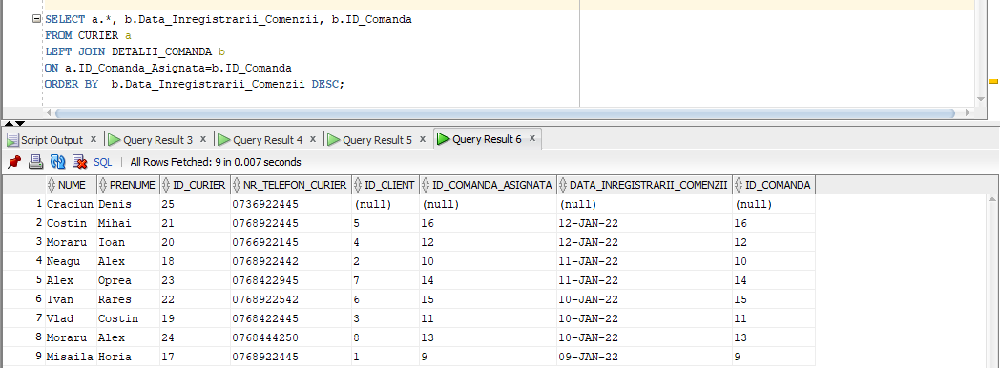 SELECT a.*, b.Data_Inregistrarii_Comenzii, b.ID_Comanda
FROM CURIER a
LEFT JOIN DETALII_COMANDA b
ON a.ID_Comanda_Asignata=b.ID_Comanda
ORDER BY  b.Data_Inregistrarii_Comenzii DESC;
Script Output x Query Result 3 x Query Result 4 x Query Result 5 x Query Result 6 x
SQL | All Rows Fetched: 9 in 0.007 seconds
NUME PRENUME ID_CURIER NR_TELEFON_CURIER ID_CLIENT ID_COMANDA_ASIGNATA DATA_INREGISTRARII_COMENZII ID_COMANDA
1 Craciun Denis 25 0736922445 (null) (null) (null) (null)
2 Costin Mihai 21 0768922445 5 16 12-JAN-22 16
3 Moraru Ioan 20 0766922145 4 12 12-JAN-22 12
4 Neagu Alex 18 0768922442 2 10 11-JAN-22 10
5 Alex Oprea 23 0768422945 7 14 11-JAN-22 14
6 Ivan Rares 22 0768922542 6 15 10-JAN-22 15
7 Vlad Costin 19 0768422445 3 11 10-JAN-22 11
8 Moraru Alex 24 0768444250 8 13 10-JAN-22 13
9 Misaila Horia 17 0768922445 1 9 09-JAN-22 9